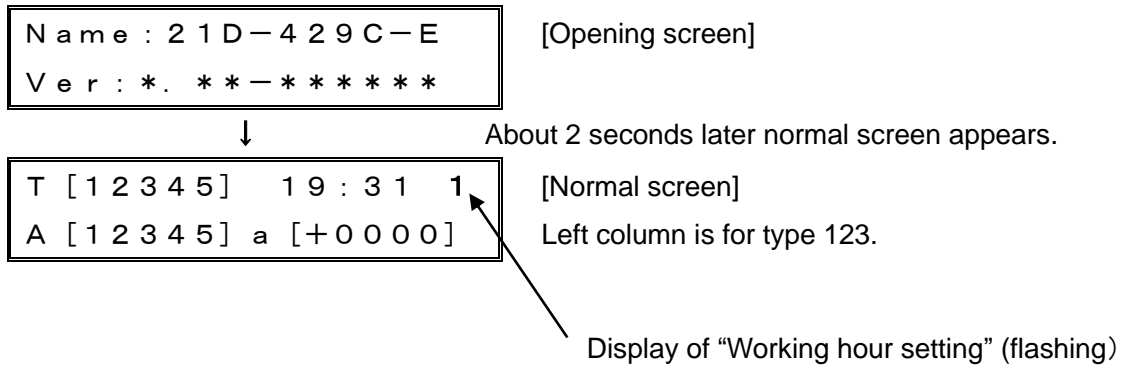 Name:21D－429C－E [Opening screen]
Ver:*. **－******
↓ About 2 seconds later normal screen appears.
T [12345] 19:31 1 [Normal screen]
A [12345] a [＋0000] Left column is for type 123.
Display of “Working hour setting” (flashing）